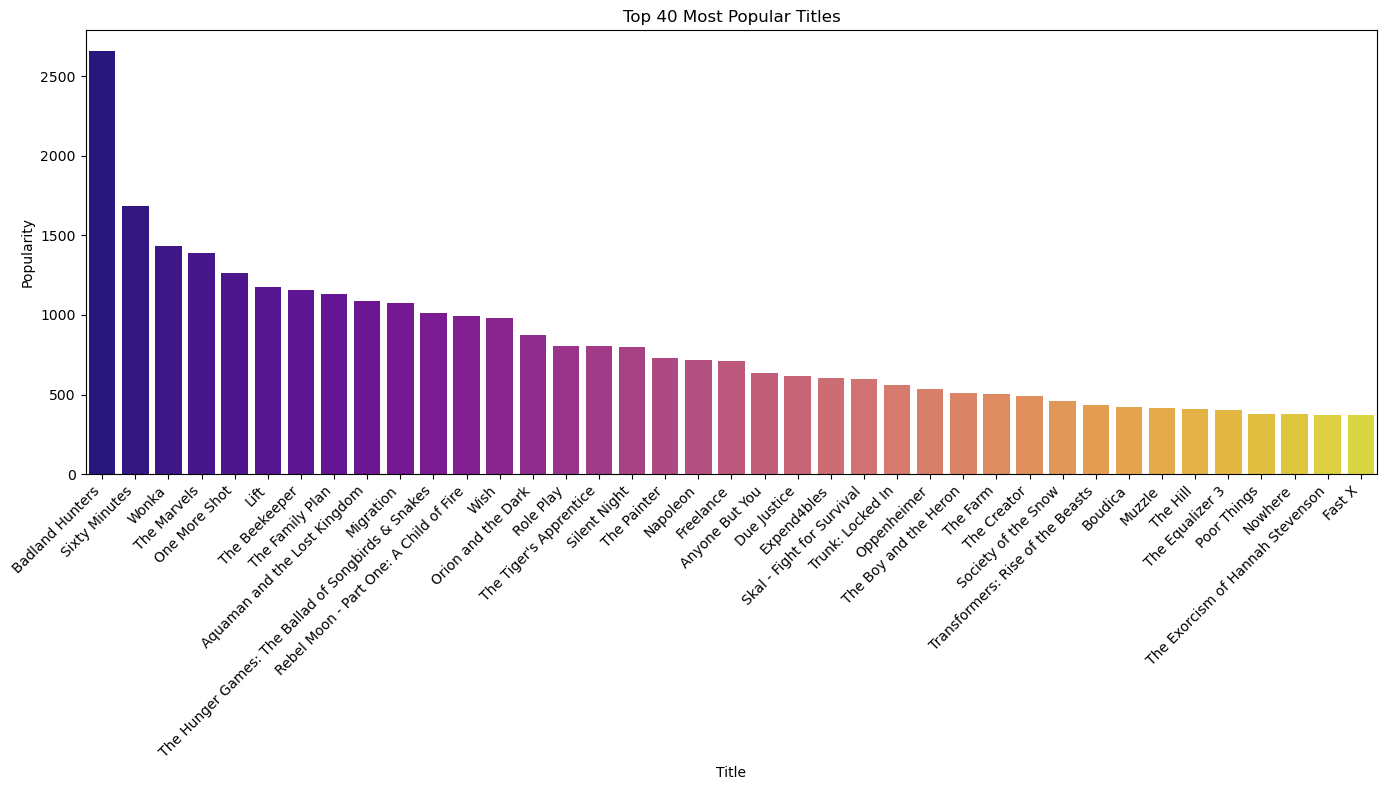 Top 40 Most Popular Titles
Popularity
2500
2000
1500
1000
500
0
Badland Hunters
Sixty Minutes
Wonka
The Marvels
One More Shot
Lift
The Beekeeper
The Family Plan
Aquaman and the Lost Kingdom
Migration
The Hunger Games: The Ballad of Songbirds & Snakes
Rebel Moon - Part One: A Child of Fire
Wish
Orion and the Dark
Role Play
The Tiger's Apprentice
Silent Night
The Painter
Napoleon
Freelance
Anyone But You
Due Justice
Expend4bles
Skal - Fight for Survival
Trunk: Locked In
Oppenheimer
The Boy and the Heron
The Farm
The Creator
Society of the Snow
Transformers: Rise of the Beasts
Boudica
Muzzle
The Hill
The Equalizer 3
Poor Things
Nowhere
The Exorcism of Hannah Stevenson
Fast X
Title